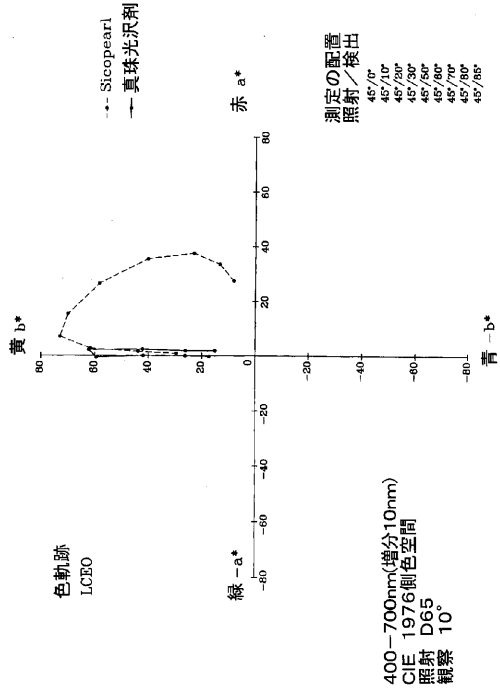 色軌跡
LCEO
黄 b*
--•-- Sicopearl
—•— 真珠光沢剤
80
60
40
20
0
-20
-40
-60
-80
青 -b*
緑 -a*
-80
-60
-40
-20
20
40
60
80
赤 a*
400-700nm(増分10nm)
CIE 1976側色空間
照射 D65
観察 10°
測定の配置
照射/検出
45°/0°
45°/10°
45°/20°
45°/30°
45°/50°
45°/60°
45°/70°
45°/80°
45°/85°